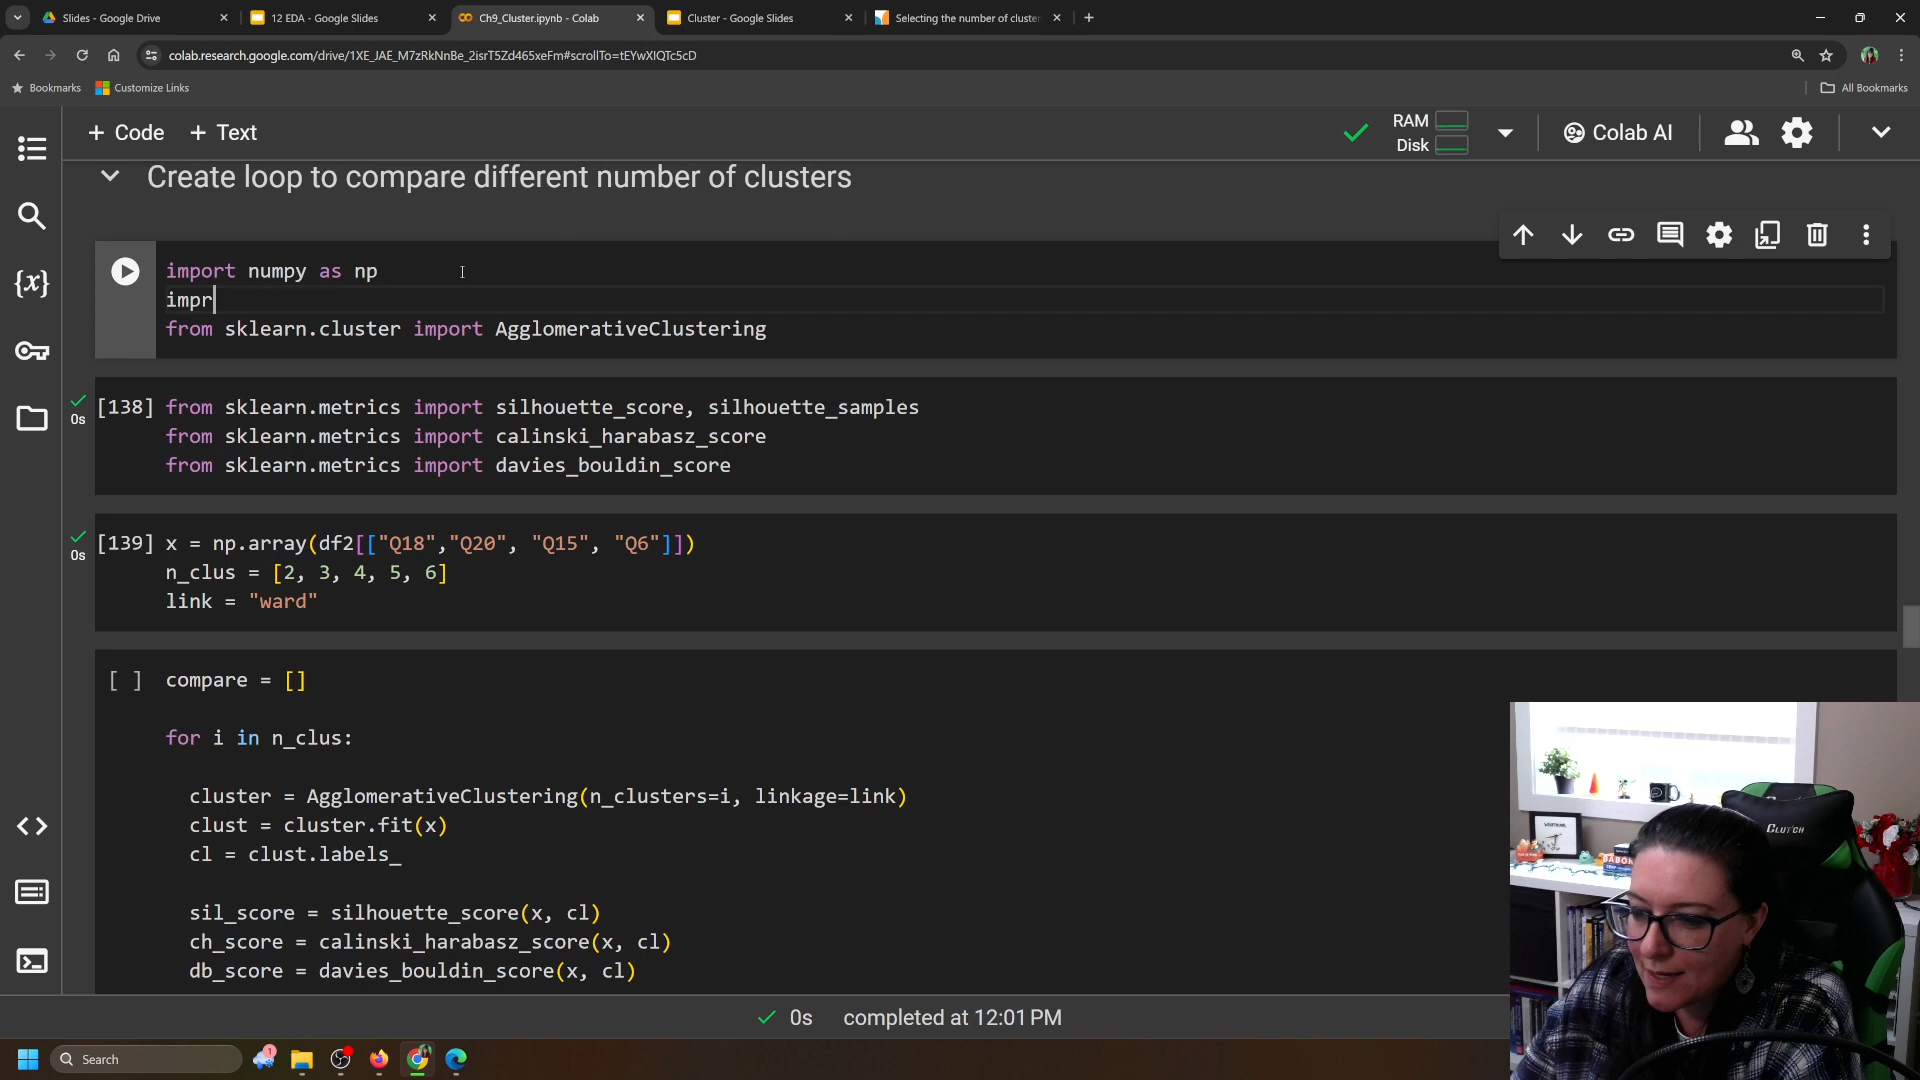 Slides - Google Drive
12 EDA - Google Slides
Ch9_Cluster.ipynb - Colab
Cluster - Google Slides
Selecting the number of cluster
colab.research.google.com/drive/1XE_JAE_M7zRkNnBe_2isrT5Zd465xeFm#scrollTo=tEYwXIQTc5cD
Bookmarks
Customize Links
All Bookmarks
+ Code + Text
RAM
Disk
Colab AI
Create loop to compare different number of clusters
import numpy as np
impr
from sklearn.cluster import AgglomerativeClustering
{x}
0s
[138] from sklearn.metrics import silhouette_score, silhouette_samples
from sklearn.metrics import calinski_harabasz_score
from sklearn.metrics import davies_bouldin_score
0s
[139] x = np.array(df2[["Q18","Q20", "Q15", "Q6"]])
n_clus = [2, 3, 4, 5, 6]
link = "ward"
[ ] compare = []
for i in n_clus:
cluster = AgglomerativeClustering(n_clusters=i, linkage=link)
clust = cluster.fit(x)
cl = clust.labels_
sil_score = silhouette_score(x, cl)
ch_score = calinski_harabasz_score(x, cl)
db_score = davies_bouldin_score(x, cl)
CLUTCH
0s completed at 12:01 PM
Search
1